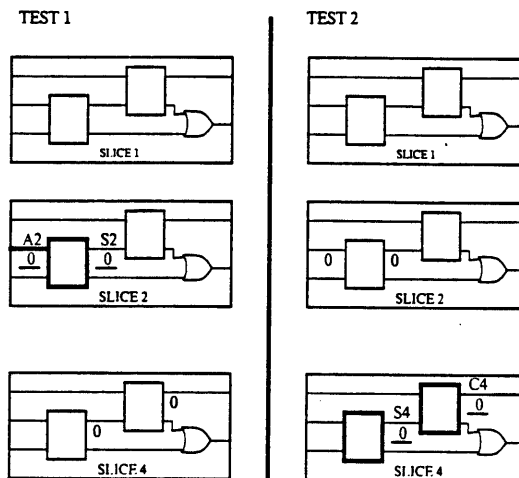 TEST 1
TEST 2
SLICE 1
SLICE 1
A2 S2
0 0
0 0
SLICE 2
SLICE 2
0
0
SLICE 4
C4
0
S4
0
SLICE 4